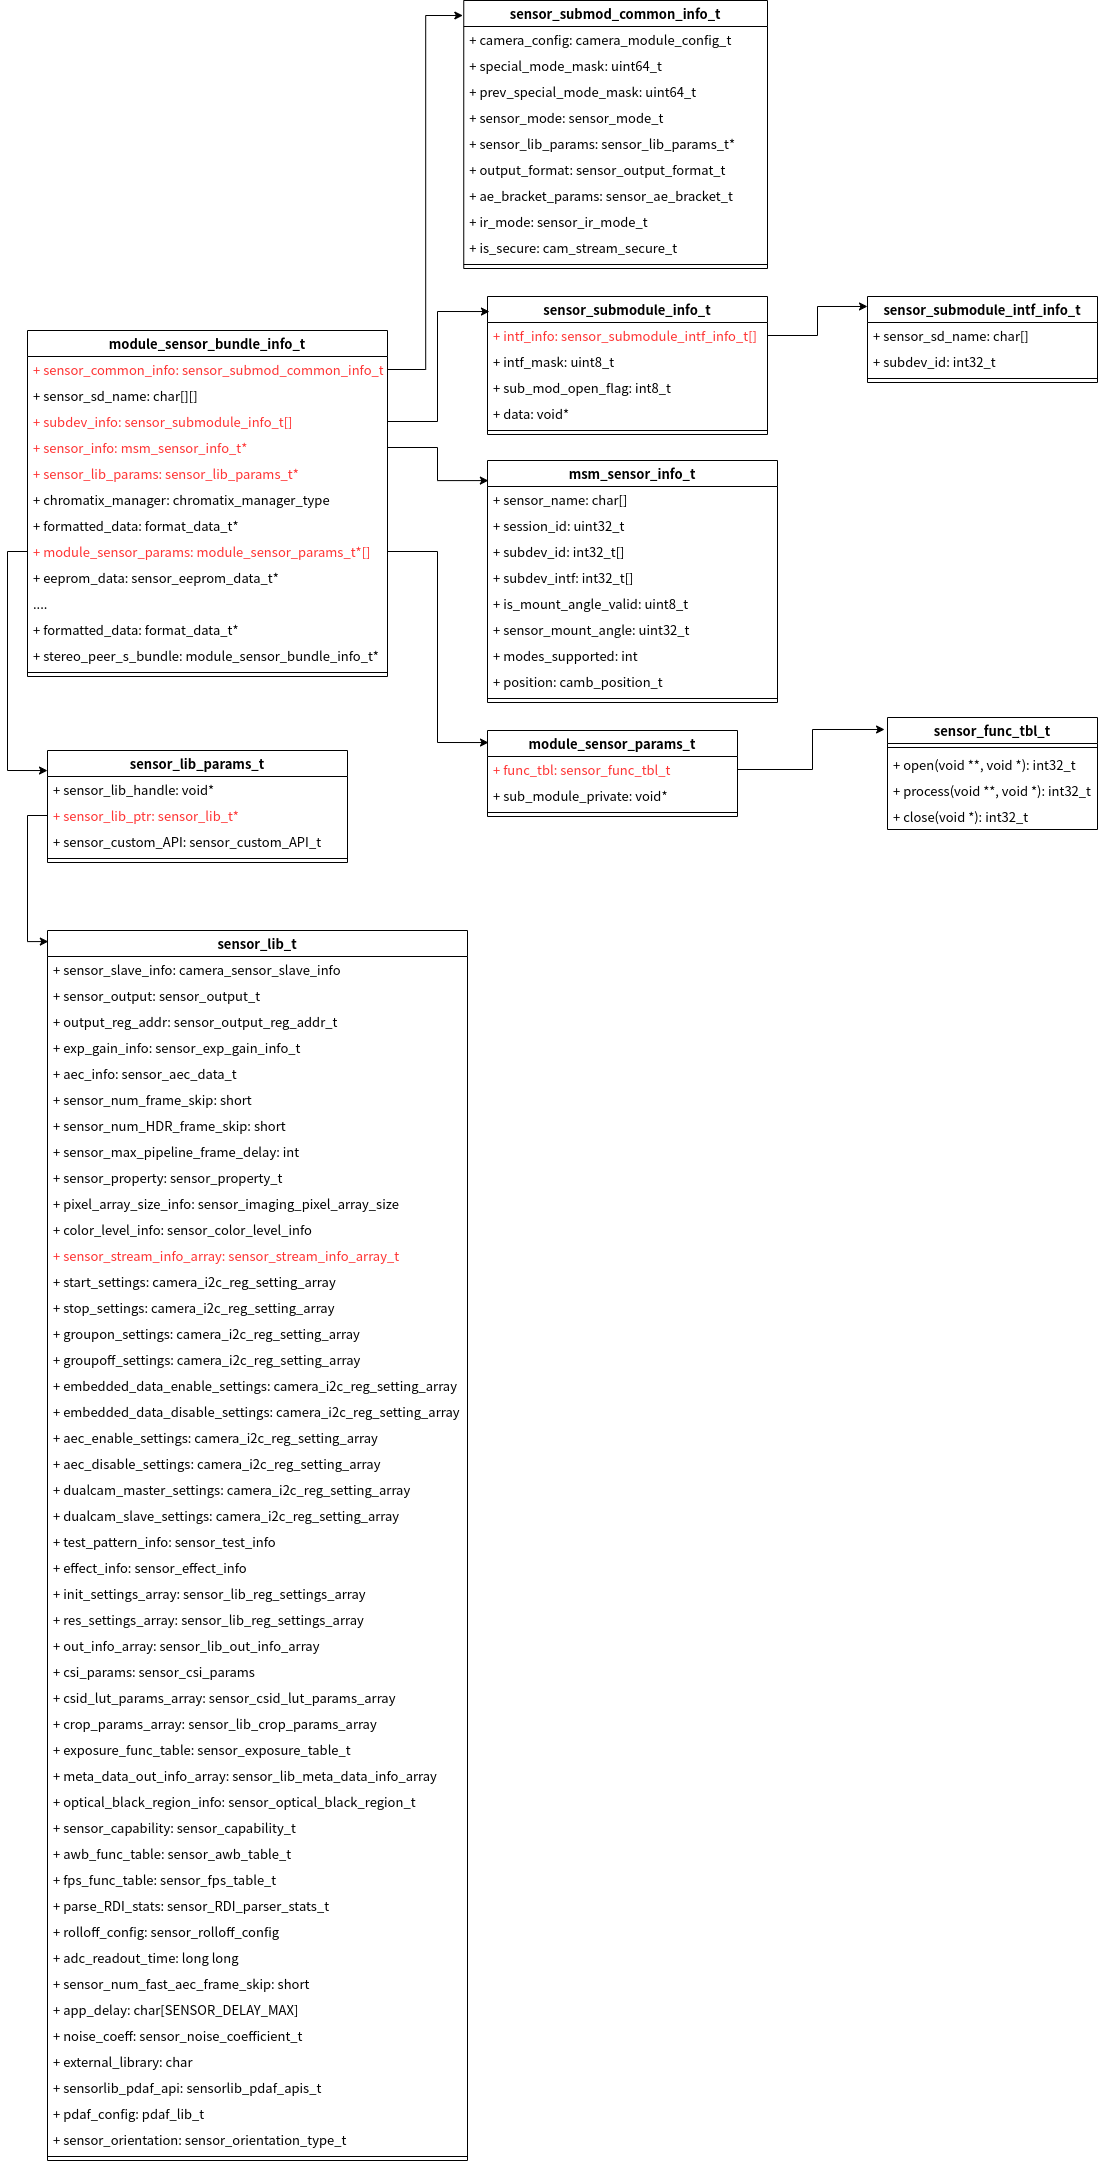 sensor_submod_common_info_t
+ camera_config: camera_module_config_t
+ special_mode_mask: uint64_t
+ prev_special_mode_mask: uint64_t
+ sensor_mode: sensor_mode_t
+ sensor_lib_params: sensor_lib_params_t*
+ output_format: sensor_output_format_t
+ ae_bracket_params: sensor_ae_bracket_t
+ ir_mode: sensor_ir_mode_t
+ is_secure: cam_stream_secure_t
sensor_submodule_info_t
+ intf_info: sensor_submodule_intf_info_t[]
+ intf_mask: uint8_t
+ sub_mod_open_flag: int8_t
+ data: void*
sensor_submodule_intf_info_t
+ sensor_sd_name: char[]
+ subdev_id: int32_t
module_sensor_bundle_info_t
+ sensor_common_info: sensor_submod_common_info_t
+ sensor_sd_name: char[][]
+ subdev_info: sensor_submodule_info_t[]
+ sensor_info: msm_sensor_info_t*
+ sensor_lib_params: sensor_lib_params_t*
+ chromatix_manager: chromatix_manager_type
+ formatted_data: format_data_t*
+ module_sensor_params: module_sensor_params_t*[]
+ eeprom_data: sensor_eeprom_data_t*
....
+ formatted_data: format_data_t*
+ stereo_peer_s_bundle: module_sensor_bundle_info_t*
msm_sensor_info_t
+ sensor_name: char[]
+ session_id: uint32_t
+ subdev_id: int32_t[]
+ subdev_intf: int32_t[]
+ is_mount_angle_valid: uint8_t
+ sensor_mount_angle: uint32_t
+ modes_supported: int
+ position: camb_position_t
module_sensor_params_t
+ func_tbl: sensor_func_tbl_t
+ sub_module_private: void*
sensor_func_tbl_t
+ open(void **, void *): int32_t
+ process(void **, void *): int32_t
+ close(void *): int32_t
sensor_lib_params_t
+ sensor_lib_handle: void*
+ sensor_lib_ptr: sensor_lib_t*
+ sensor_custom_API: sensor_custom_API_t
sensor_lib_t
+ sensor_slave_info: camera_sensor_slave_info
+ sensor_output: sensor_output_t
+ output_reg_addr: sensor_output_reg_addr_t
+ exp_gain_info: sensor_exp_gain_info_t
+ aec_info: sensor_aec_data_t
+ sensor_num_frame_skip: short
+ sensor_num_HDR_frame_skip: short
+ sensor_max_pipeline_frame_delay: int
+ sensor_property: sensor_property_t
+ pixel_array_size_info: sensor_imaging_pixel_array_size
+ color_level_info: sensor_color_level_info
+ sensor_stream_info_array: sensor_stream_info_array_t
+ start_settings: camera_i2c_reg_setting_array
+ stop_settings: camera_i2c_reg_setting_array
+ groupon_settings: camera_i2c_reg_setting_array
+ groupoff_settings: camera_i2c_reg_setting_array
+ embedded_data_enable_settings: camera_i2c_reg_setting_array
+ embedded_data_disable_settings: camera_i2c_reg_setting_array
+ aec_enable_settings: camera_i2c_reg_setting_array
+ aec_disable_settings: camera_i2c_reg_setting_array
+ dualcam_master_settings: camera_i2c_reg_setting_array
+ dualcam_slave_settings: camera_i2c_reg_setting_array
+ test_pattern_info: sensor_test_info
+ effect_info: sensor_effect_info
+ init_settings_array: sensor_lib_reg_settings_array
+ res_settings_array: sensor_lib_reg_settings_array
+ out_info_array: sensor_lib_out_info_array
+ csi_params: sensor_csi_params
+ csid_lut_params_array: sensor_csid_lut_params_array
+ crop_params_array: sensor_lib_crop_params_array
+ exposure_func_table: sensor_exposure_table_t
+ meta_data_out_info_array: sensor_lib_meta_data_info_array
+ optical_black_region_info: sensor_optical_black_region_t
+ sensor_capability: sensor_capability_t
+ awb_func_table: sensor_awb_table_t
+ fps_func_table: sensor_fps_table_t
+ parse_RDI_stats: sensor_RDI_parser_stats_t
+ rolloff_config: sensor_rolloff_config
+ adc_readout_time: long long
+ sensor_num_fast_aec_frame_skip: short
+ app_delay: char[SENSOR_DELAY_MAX]
+ noise_coeff: sensor_noise_coefficient_t
+ external_library: char
+ sensorlib_pdaf_api: sensorlib_pdaf_apis_t
+ pdaf_config: pdaf_lib_t
+ sensor_orientation: sensor_orientation_type_t